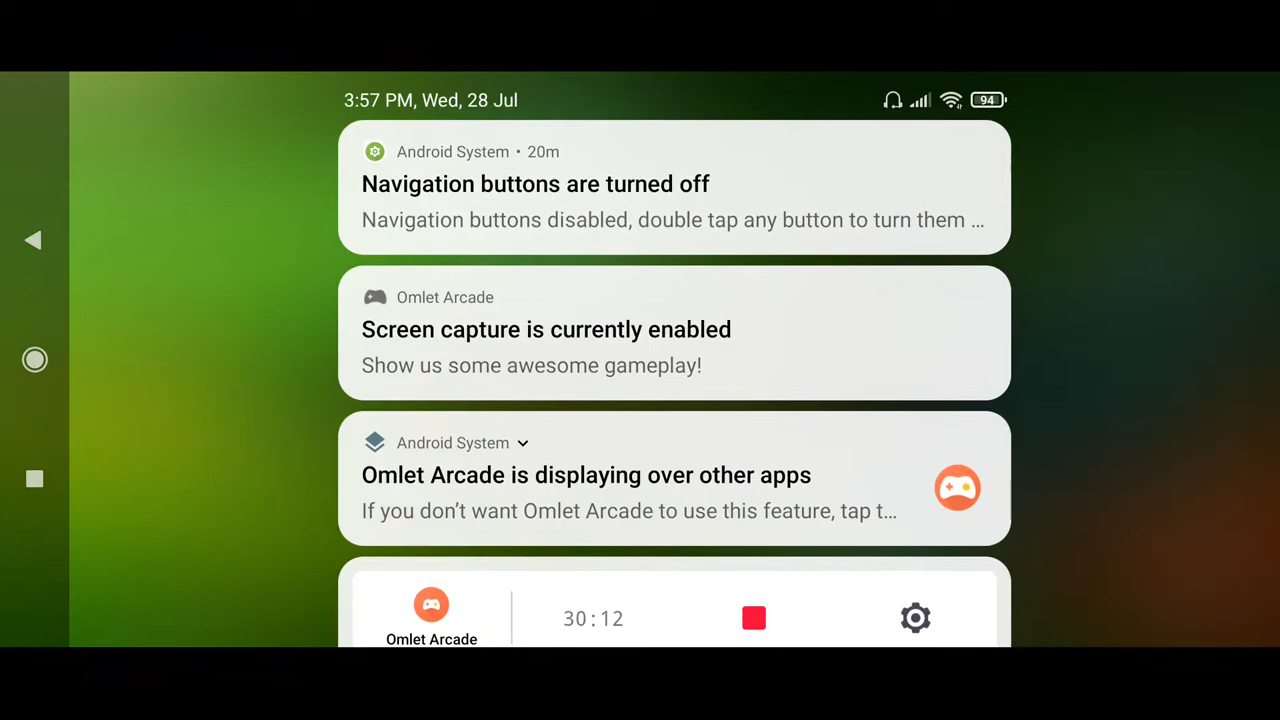 3:57 PM, Wed, 28 Jul
94
Android System • 20m
Navigation buttons are turned off
Navigation buttons disabled, double tap any button to turn them ...
Omlet Arcade
Screen capture is currently enabled
Show us some awesome gameplay!
Android System
Omlet Arcade is displaying over other apps
If you don’t want Omlet Arcade to use this feature, tap t...
30:12
Omlet Arcade